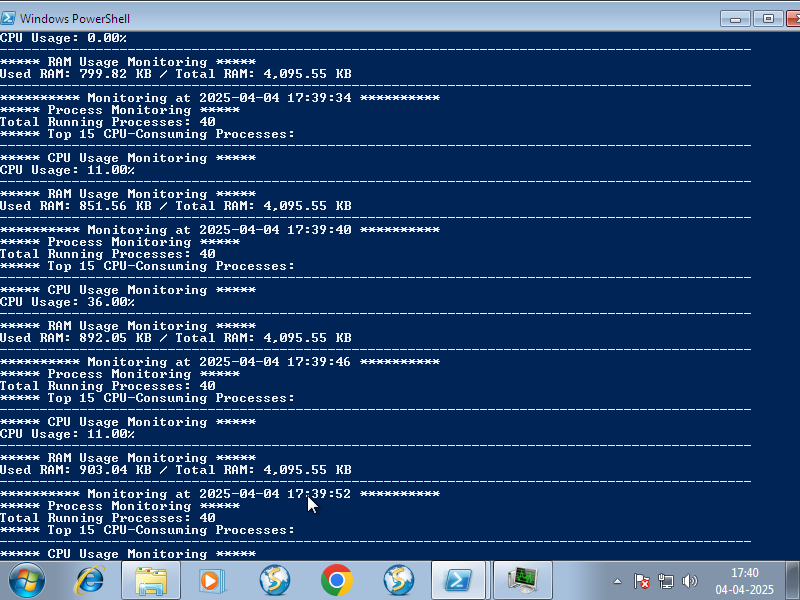 Windows PowerShell
CPU Usage: 0.00%
----------------------------------------------------------------------------------------------
***** RAM Usage Monitoring *****
Used RAM: 799.82 KB / Total RAM: 4,095.55 KB
----------------------------------------------------------------------------------------------
********** Monitoring at 2025-04-04 17:39:34 **********
***** Process Monitoring *****
Total Running Processes: 40
***** Top 15 CPU-Consuming Processes:
----------------------------------------------------------------------------------------------
***** CPU Usage Monitoring *****
CPU Usage: 11.00%
----------------------------------------------------------------------------------------------
***** RAM Usage Monitoring *****
Used RAM: 851.56 KB / Total RAM: 4,095.55 KB
----------------------------------------------------------------------------------------------
********** Monitoring at 2025-04-04 17:39:40 **********
***** Process Monitoring *****
Total Running Processes: 40
***** Top 15 CPU-Consuming Processes:
----------------------------------------------------------------------------------------------
***** CPU Usage Monitoring *****
CPU Usage: 36.00%
----------------------------------------------------------------------------------------------
***** RAM Usage Monitoring *****
Used RAM: 892.05 KB / Total RAM: 4,095.55 KB
----------------------------------------------------------------------------------------------
********** Monitoring at 2025-04-04 17:39:46 **********
***** Process Monitoring *****
Total Running Processes: 40
***** Top 15 CPU-Consuming Processes:
----------------------------------------------------------------------------------------------
***** CPU Usage Monitoring *****
CPU Usage: 11.00%
----------------------------------------------------------------------------------------------
***** RAM Usage Monitoring *****
Used RAM: 903.04 KB / Total RAM: 4,095.55 KB
----------------------------------------------------------------------------------------------
********** Monitoring at 2025-04-04 17:39:52 **********
***** Process Monitoring *****
Total Running Processes: 40
***** Top 15 CPU-Consuming Processes:
----------------------------------------------------------------------------------------------
***** CPU Usage Monitoring *****
17:40
04-04-2025